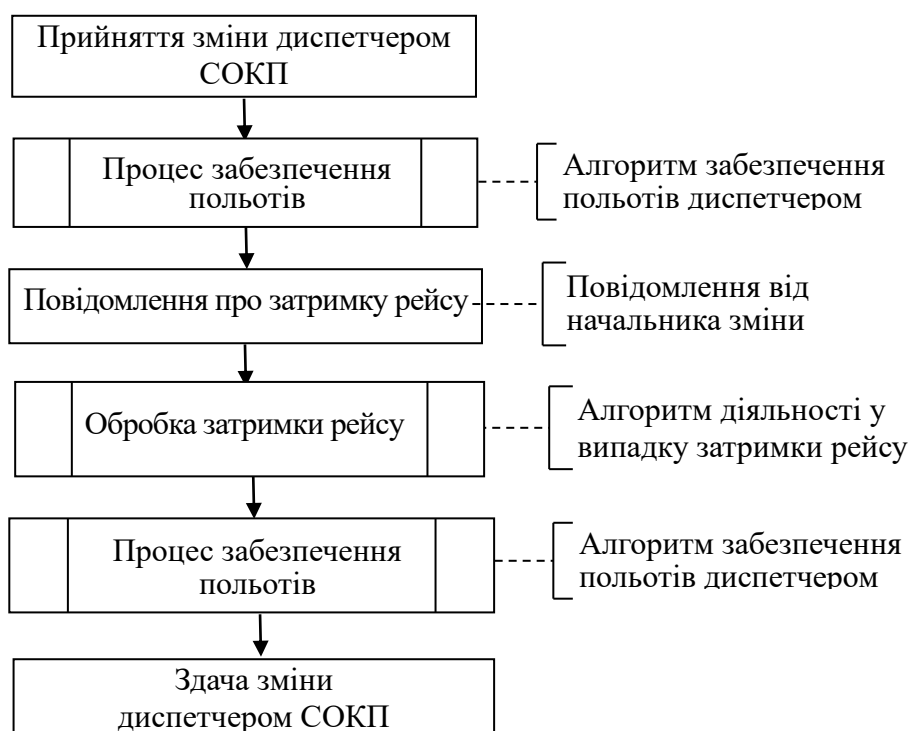 Прийняття зміни диспетчером
СОКП
Процес забезпечення
польотів
Алгоритм забезпечення
польотів диспетчером
Повідомлення про затримку рейсу
Повідомлення від
начальника зміни
Обробка затримки рейсу
Алгоритм діяльності у
випадку затримки рейсу
Процес забезпечення
польотів
Алгоритм забезпечення
польотів диспетчером
Здача зміни
диспетчером СОКП